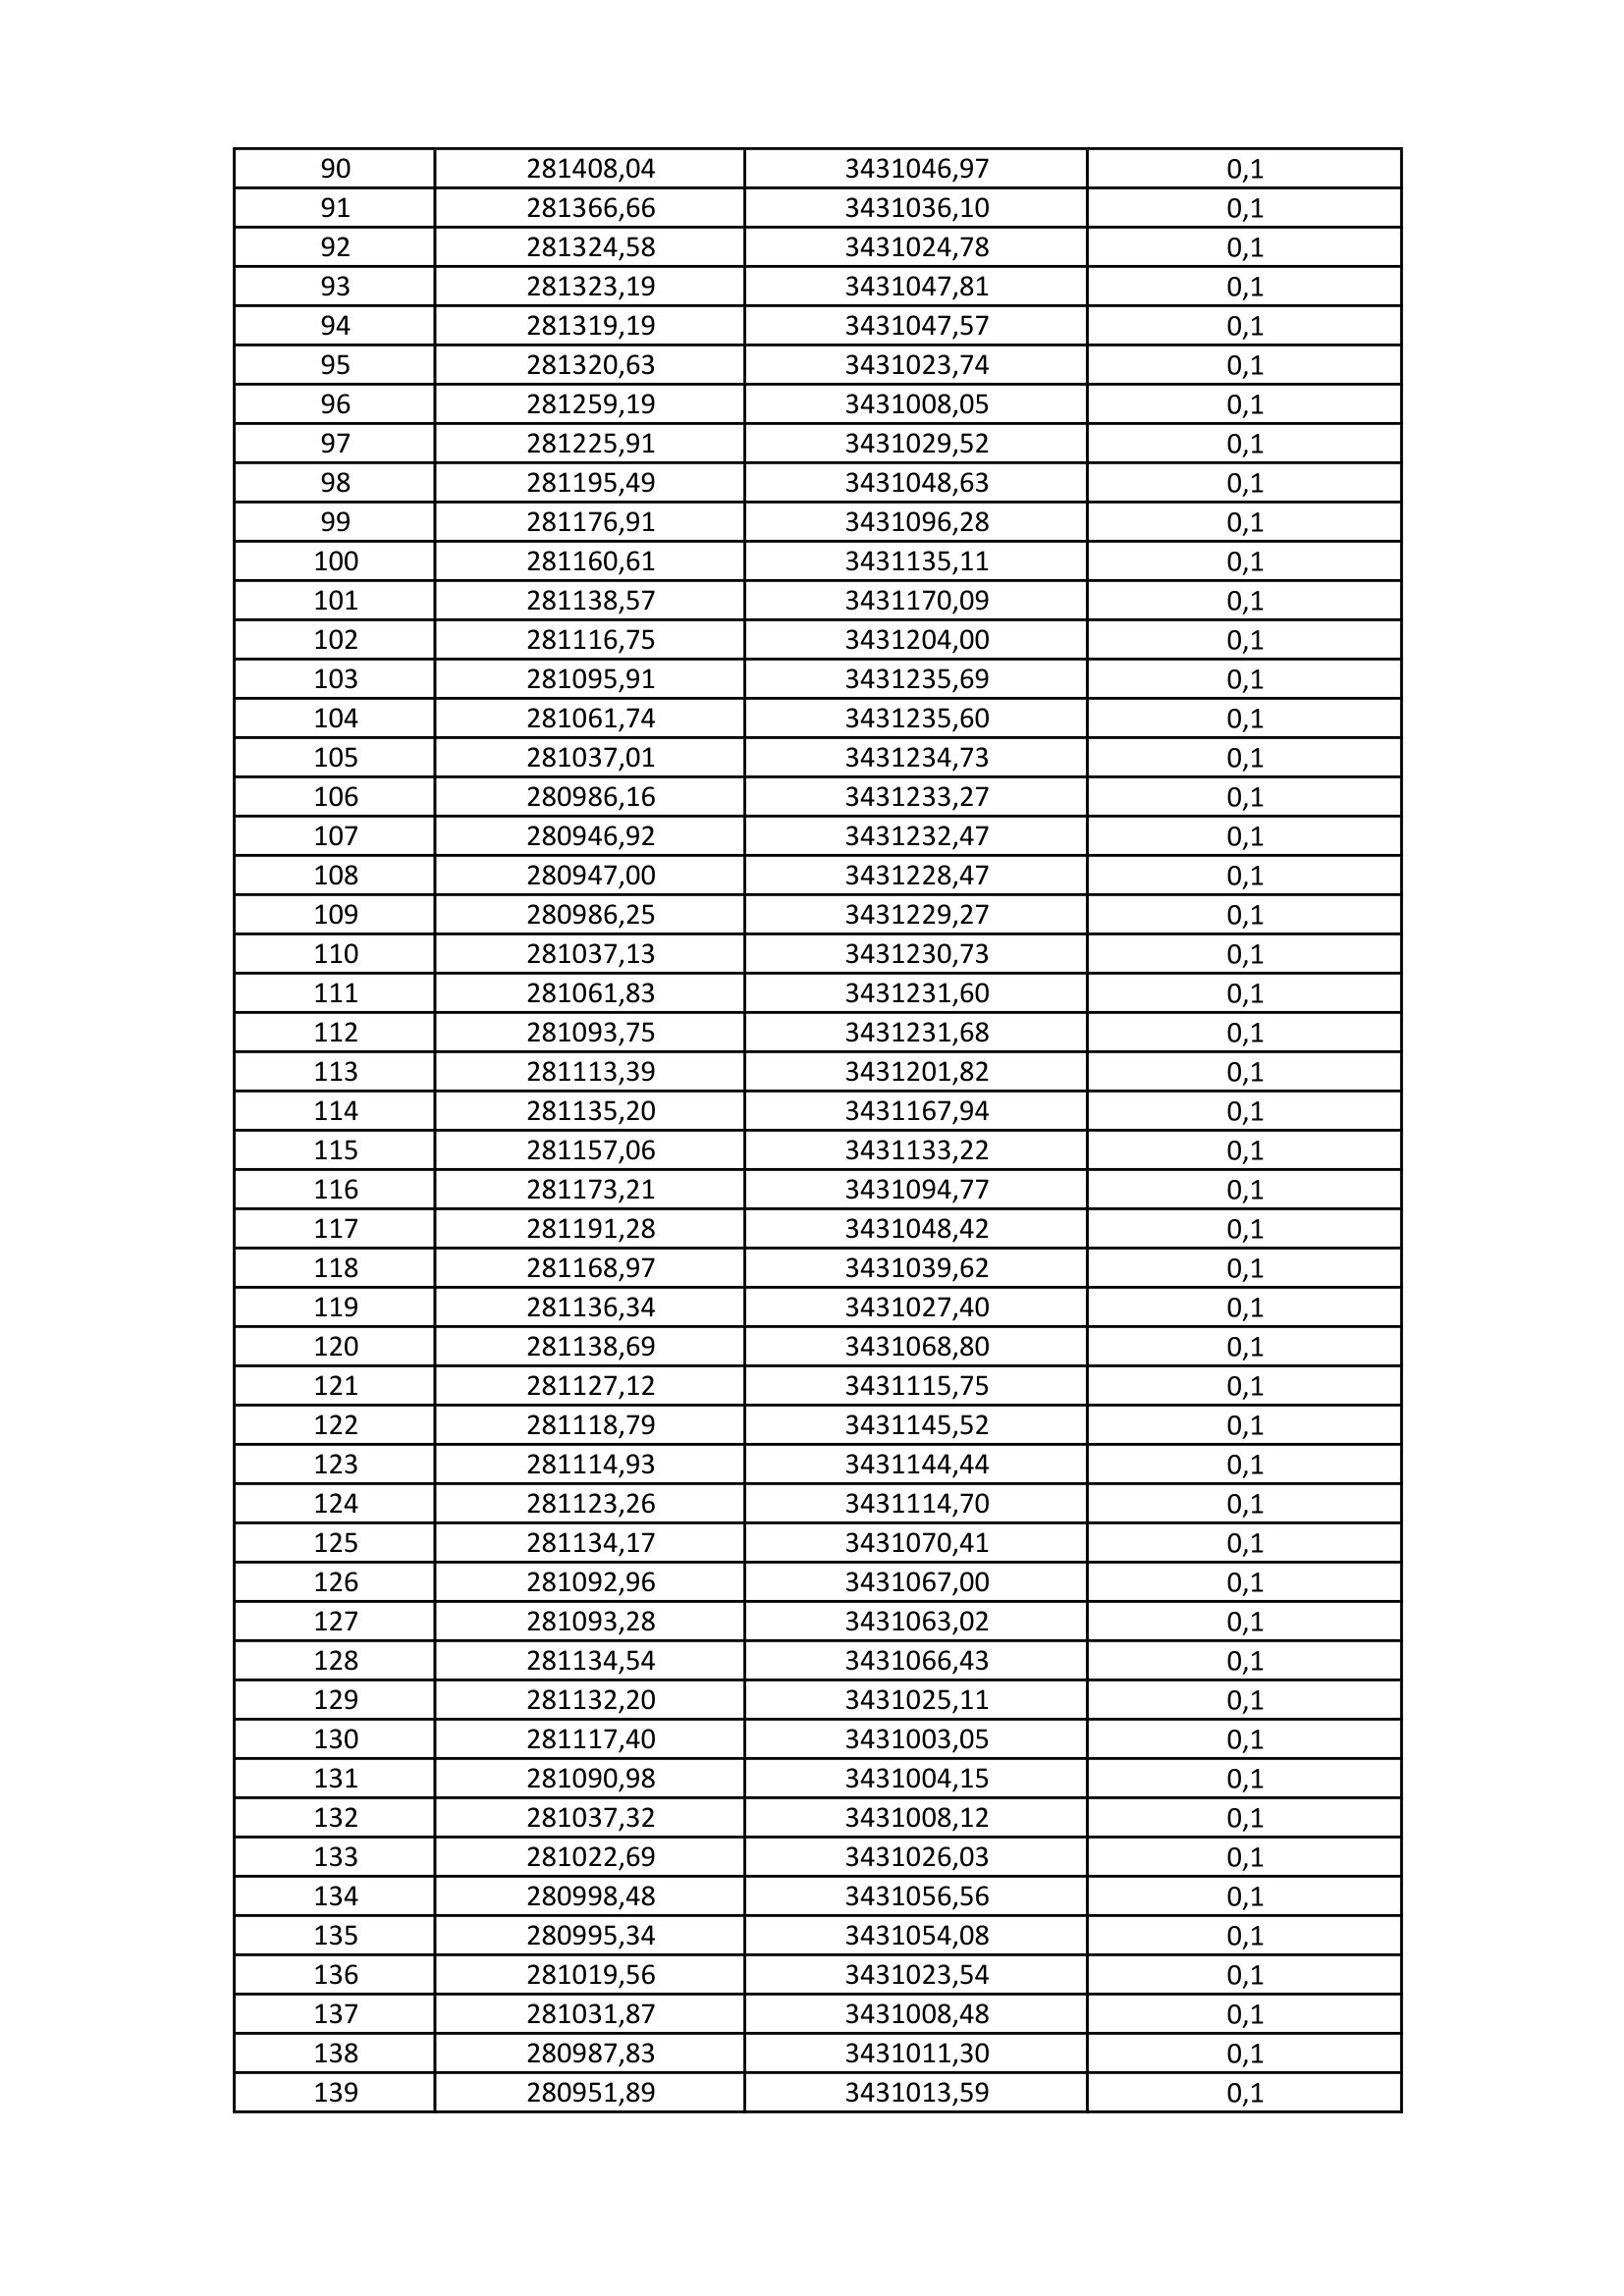 90 281408,04 3431046,97 0,1
91 281366,66 3431036,10 0,1
92 281324,58 3431024,78 0,1
93 281323,19 3431047,81 0,1
94 281319,19 3431047,57 0,1
95 281320,63 3431023,74 0,1
96 281259,19 3431008,05 0,1
97 281225,91 3431029,52 0,1
98 281195,49 3431048,63 0,1
99 281176,91 3431096,28 0,1
100 281160,61 3431135,11 0,1
101 281138,57 3431170,09 0,1
102 281116,75 3431204,00 0,1
103 281095,91 3431235,69 0,1
104 281061,74 3431235,60 0,1
105 281037,01 3431234,73 0,1
106 280986,16 3431233,27 0,1
107 280946,92 3431232,47 0,1
108 280947,00 3431228,47 0,1
109 280986,25 3431229,27 0,1
110 281037,13 3431230,73 0,1
111 281061,83 3431231,60 0,1
112 281093,75 3431231,68 0,1
113 281113,39 3431201,82 0,1
114 281135,20 3431167,94 0,1
115 281157,06 3431133,22 0,1
116 281173,21 3431094,77 0,1
117 281191,28 3431048,42 0,1
118 281168,97 3431039,62 0,1
119 281136,34 3431027,40 0,1
120 281138,69 3431068,80 0,1
121 281127,12 3431115,75 0,1
122 281118,79 3431145,52 0,1
123 281114,93 3431144,44 0,1
124 281123,26 3431114,70 0,1
125 281134,17 3431070,41 0,1
126 281092,96 3431067,00 0,1
127 281093,28 3431063,02 0,1
128 281134,54 3431066,43 0,1
129 281132,20 3431025,11 0,1
130 281117,40 3431003,05 0,1
131 281090,98 3431004,15 0,1
132 281037,32 3431008,12 0,1
133 281022,69 3431026,03 0,1
134 280998,48 3431056,56 0,1
135 280995,34 3431054,08 0,1
136 281019,56 3431023,54 0,1
137 281031,87 3431008,48 0,1
138 280987,83 3431011,30 0,1
139 280951,89 3431013,59 0,1